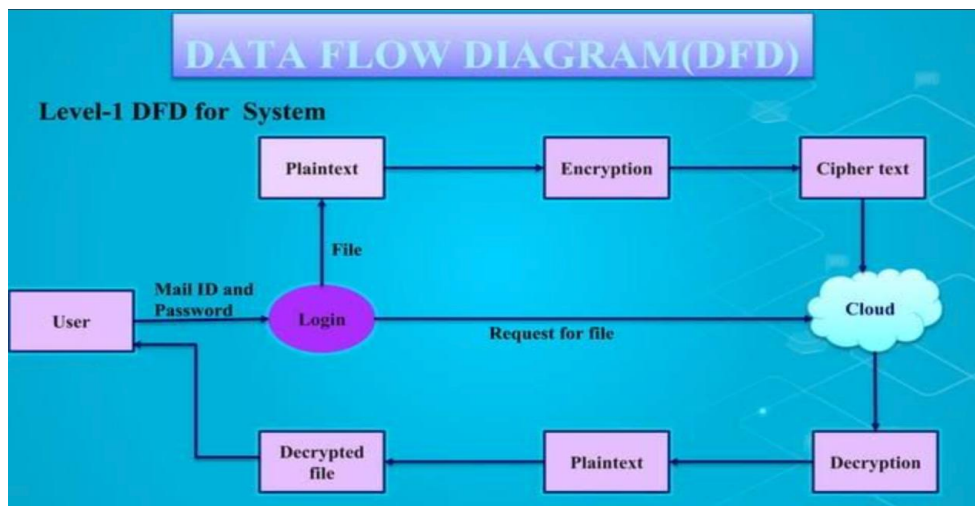 DATA FLOW DIAGRAM(DFD)
Level-1 DFD for System
Plaintext
Encryption
Cipher text
File
Mail ID and
Password
User
Login
Cloud
Request for file
Decrypted
file
Plaintext
Decryption